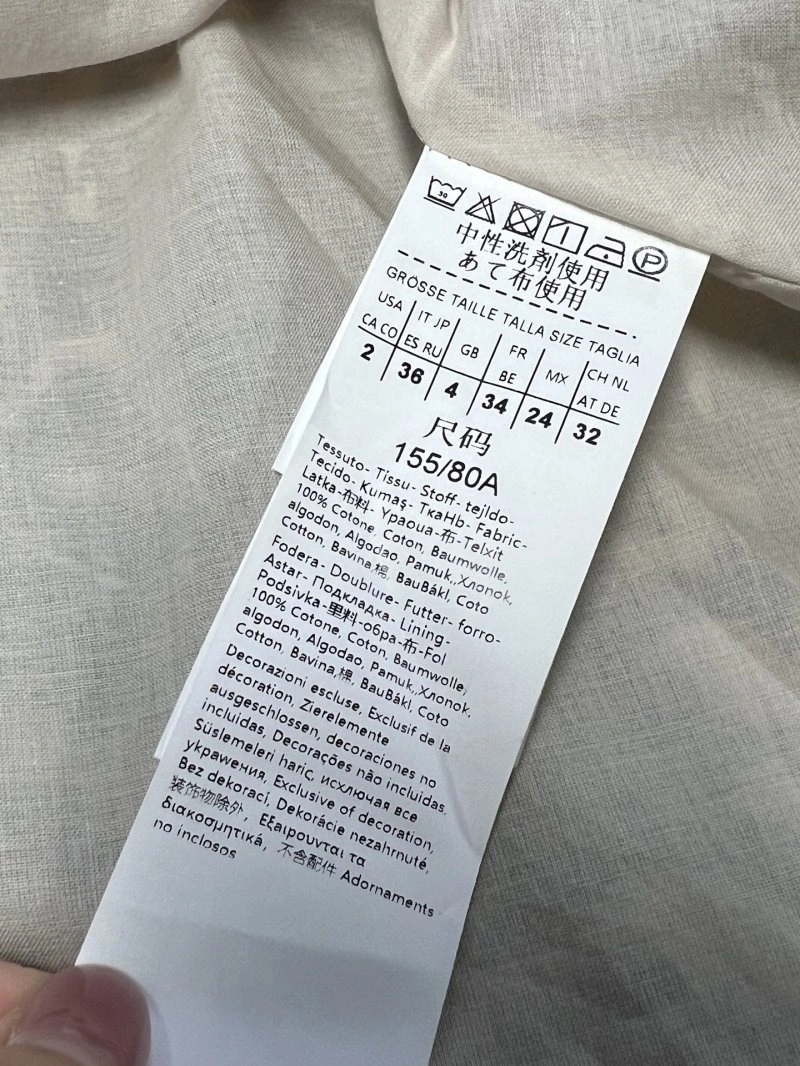 30
P
中性洗剤使用
あて布使用
GRÖSSE TAILLE TALLA SIZE TAGLIA
USA CA CO | IT JP ES RU | GB | FR BE | MX | CH NL AT DE
2 | 36 | 4 | 34 | 24 | 32
尺码
155/80A
Tessuto- Tissu- Stoff- tejldo-
Tecido- Kumaş- ТкаНb- Fabric-
Latka-布料- Ypaoua-布-Telxit
100% Cotone, Coton, Baumwolle,
algodon, Algodao, Pamuk,,Хлопок,
Cotton, Bavina,棉, BauBákl, Coto
Fodera- Doublure- Futter- forro-
Astar- Подкладка- Lining-
Podsivka-里料-обра-布-Fol
100% Cotone, Coton, Baumwolle,
algodon, Algodao, Pamuk,,Хлопок,
Cotton, Bavina,棉, BauBákl, Coto
Decorazioni escluse, Exclusif de la
décoration, Zierelemente
ausgeschlossen, decoraciones no
incluidas, Decorações não incluidas,
Süslemeleri hariç, исключая все
укравения, Exclusive of decoration,
Bez dekorací, Dekorácie nezahrnuté,
装饰物除外, Εξαιρουνται τα
διακοσμητικά, 不含配件 Adornaments
no inclosos